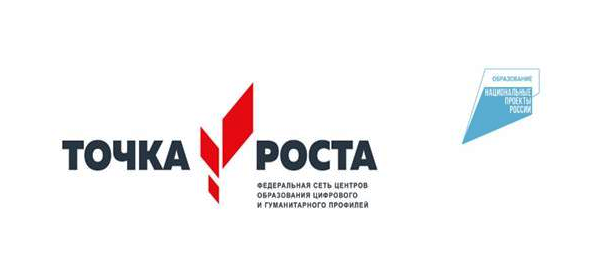 ТОЧКА РОСТА
ФЕДЕРАЛЬНАЯ СЕТЬ ЦЕНТРОВ
ОБРАЗОВАНИЯ ЦИФРОВОГО
И ГУМАНИТАРНОГО ПРОФИЛЕЙ
ОБРАЗОВАНИЕ
НАЦИОНАЛЬНЫЕ
ПРОЕКТЫ
РОССИИ